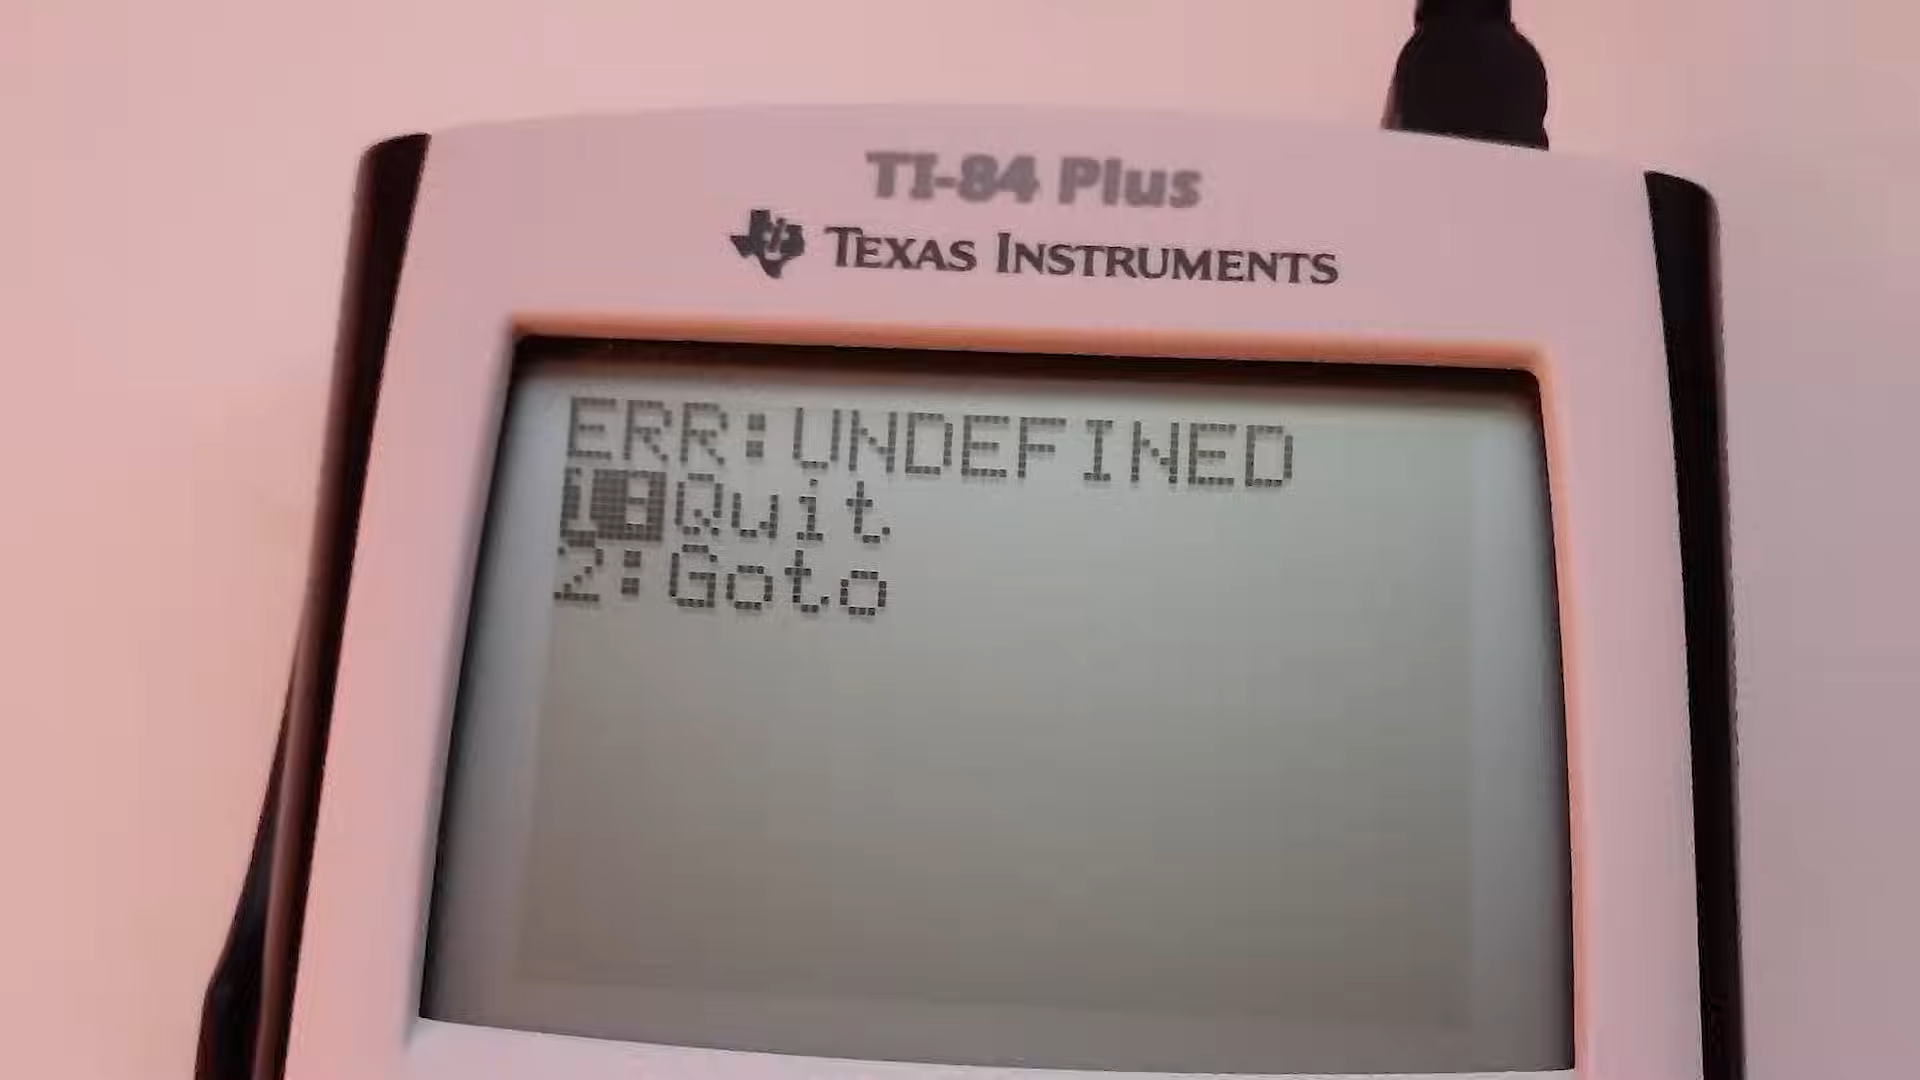 TI-84 Plus
TEXAS INSTRUMENTS
ERR:UNDEFINED
1:Quit
2:Goto